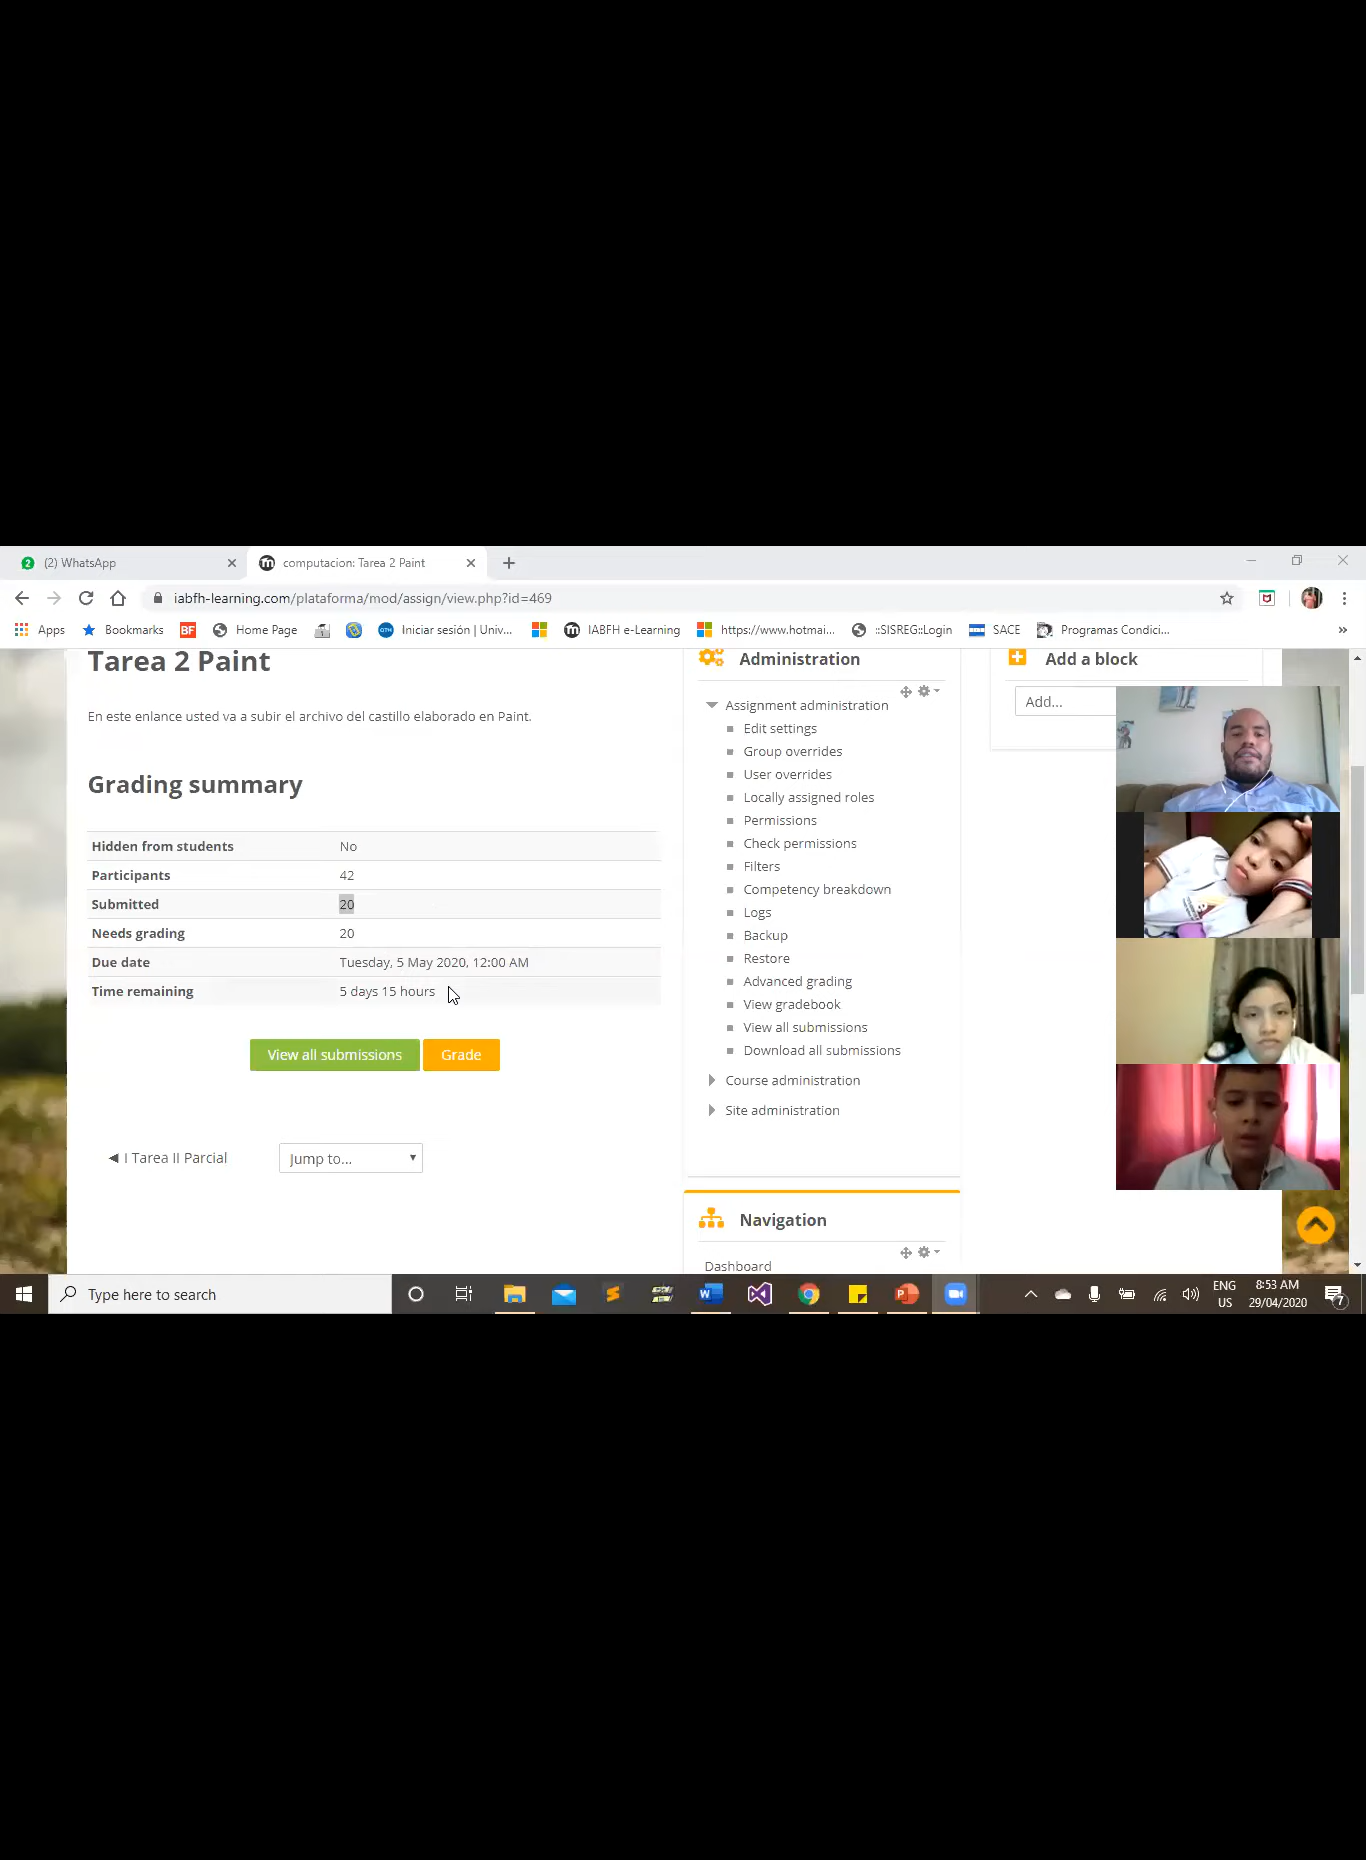 (2) WhatsApp
computacion: Tarea 2 Paint
iabfh-learning.com/plataforma/mod/assign/view.php?id=469
Apps Bookmarks BF Home Page Iniciar sesión | Univ... IABFH e-Learning https://www.hotmai... ::SISREG::Login SACE Programas Condici... »
Tarea 2 Paint
En este enlance usted va a subir el archivo del castillo elaborado en Paint.
Grading summary
Hidden from students No
Participants 42
Submitted 20
Needs grading 20
Due date Tuesday, 5 May 2020, 12:00 AM
Time remaining 5 days 15 hours
View all submissions Grade
◄ I Tarea II Parcial
Jump to...
Administration
Assignment administration
Edit settings
Group overrides
User overrides
Locally assigned roles
Permissions
Check permissions
Filters
Competency breakdown
Logs
Backup
Restore
Advanced grading
View gradebook
View all submissions
Download all submissions
Course administration
Site administration
Navigation
Dashboard
Add a block
Add...
Type here to search
ENG
US
8:53 AM
29/04/2020
7